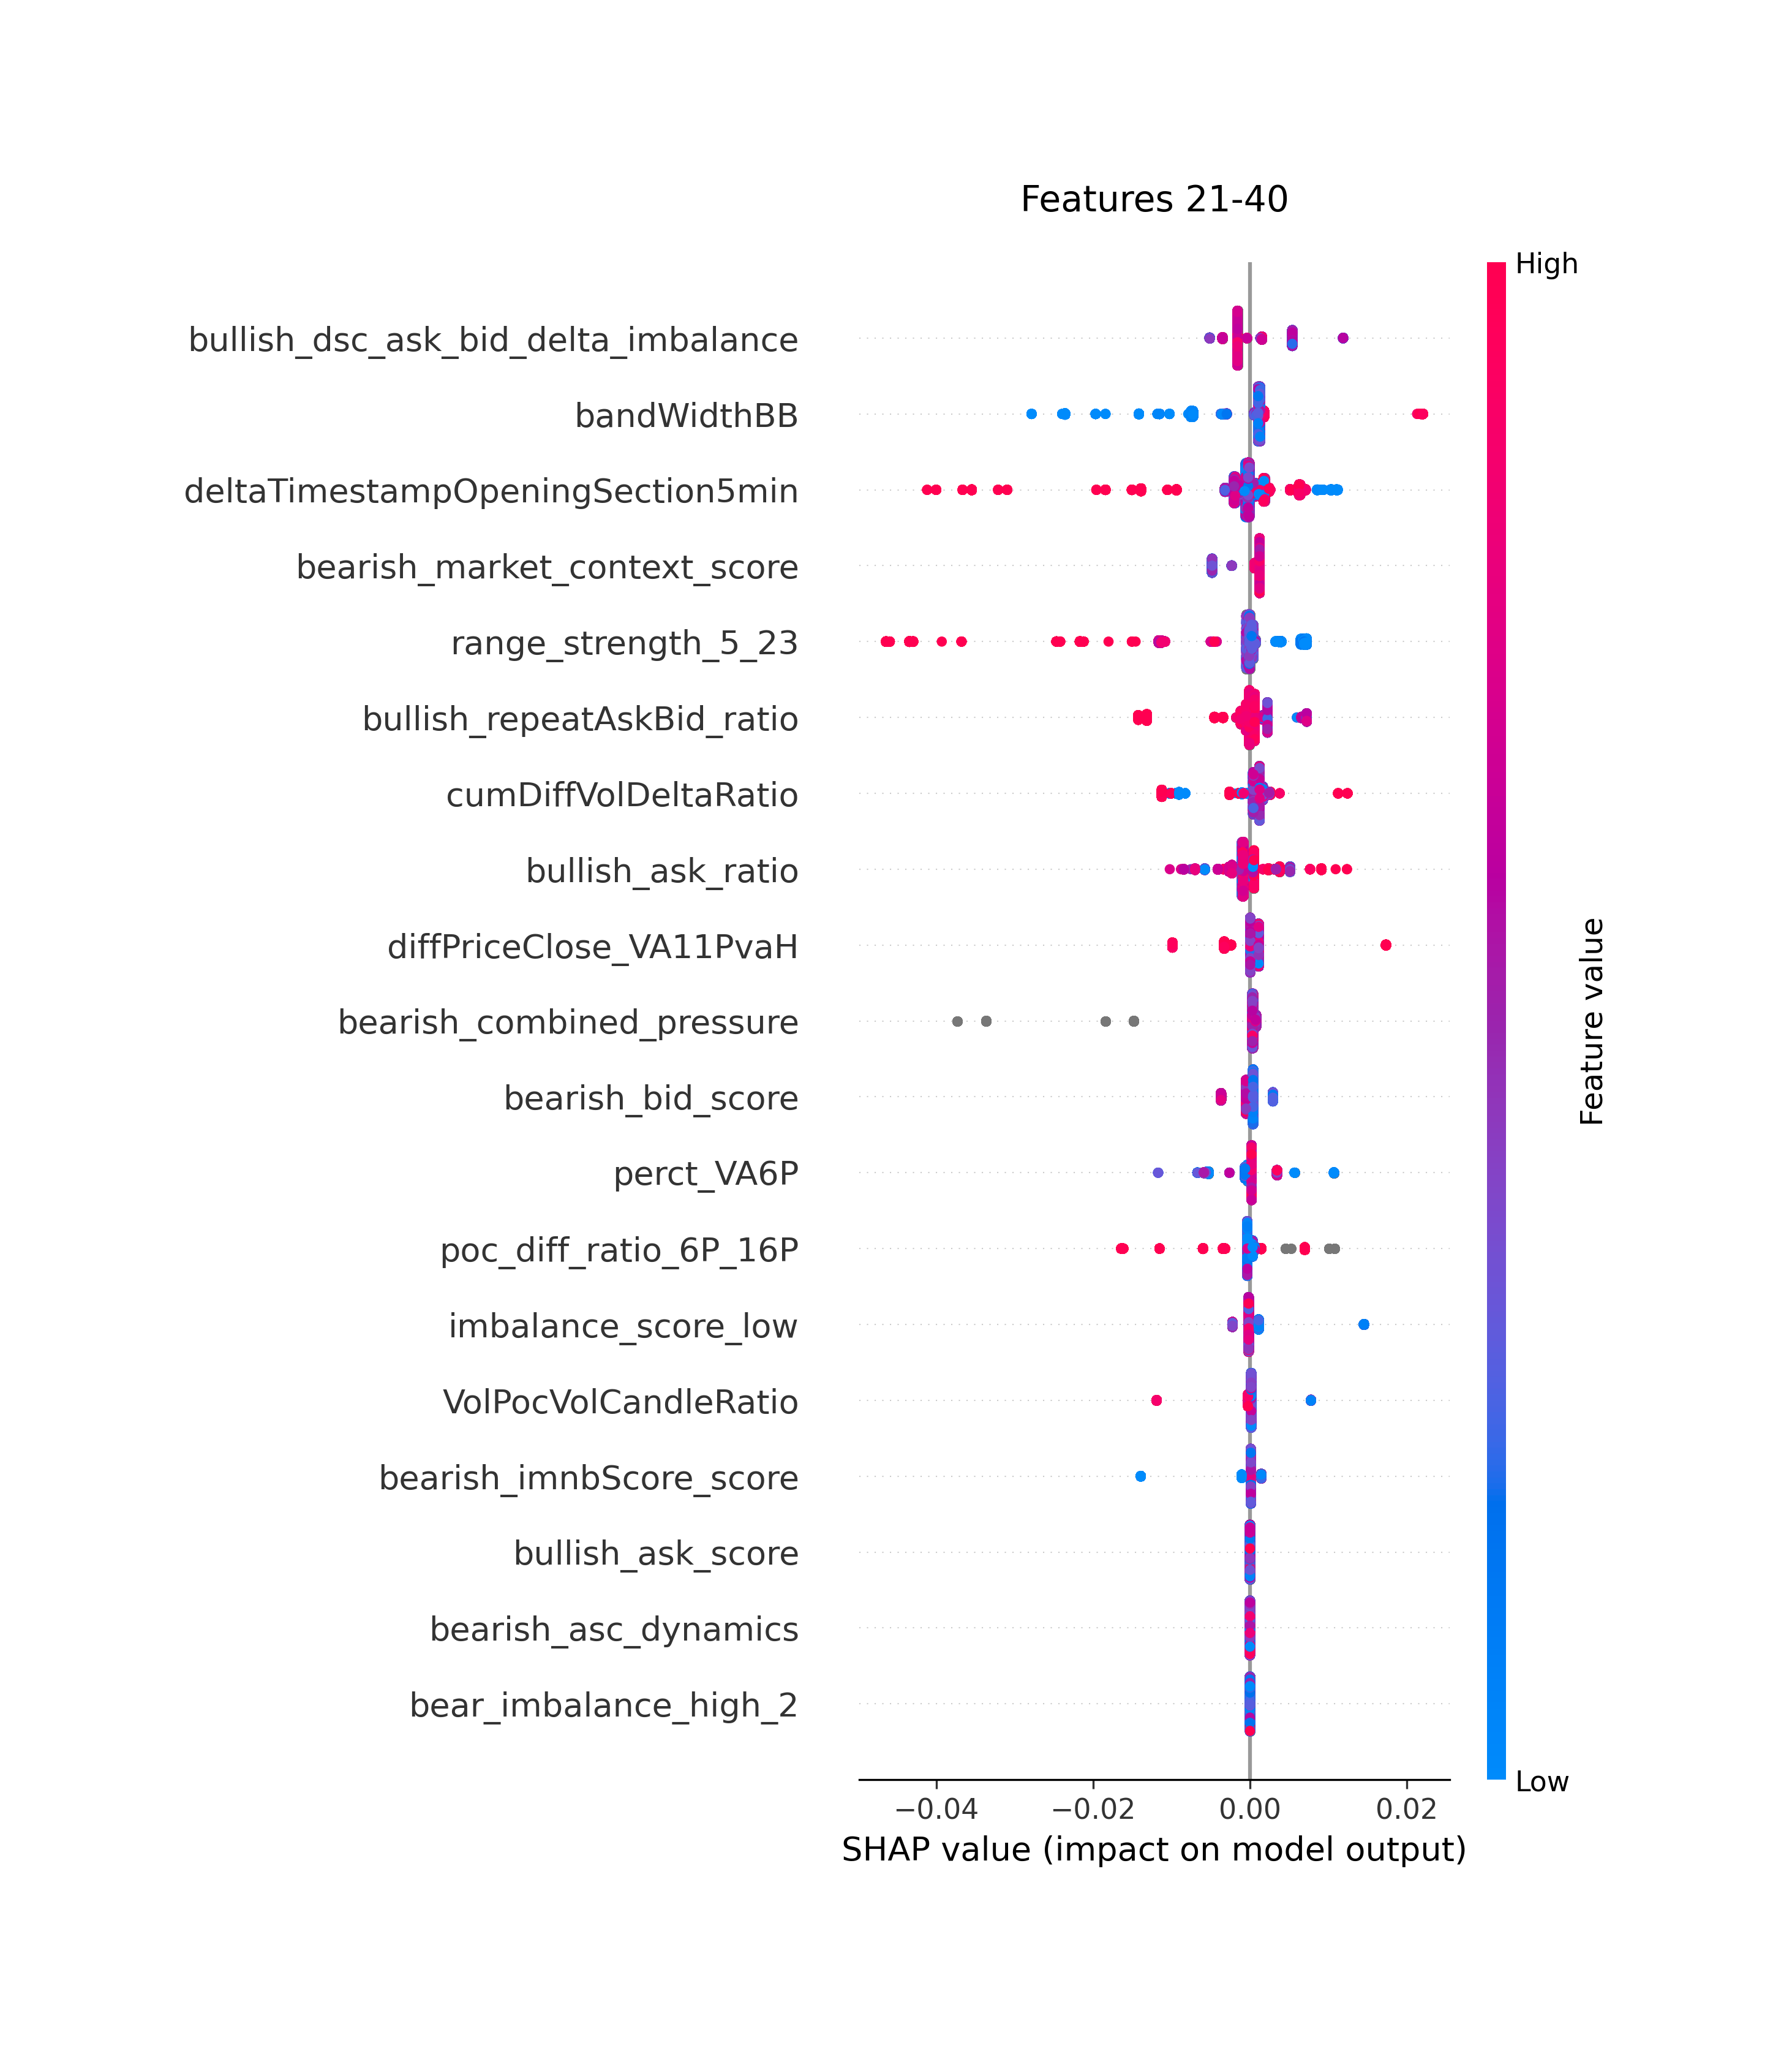 Features 21-40
High
bullish_dsc_ask_bid_delta_imbalance
bandWidthBB
deltaTimestampOpeningSection5min
bearish_market_context_score
range_strength_5_23
bullish_repeatAskBid_ratio
cumDiffVolDeltaRatio
bullish_ask_ratio
diffPriceClose_VA11PvaH
bearish_combined_pressure
bearish_bid_score
perct_VA6P
poc_diff_ratio_6P_16P
imbalance_score_low
VolPocVolCandleRatio
bearish_imnbScore_score
bullish_ask_score
bearish_asc_dynamics
bear_imbalance_high_2
Feature value
Low
−0.04 −0.02 0.00 0.02
SHAP value (impact on model output)